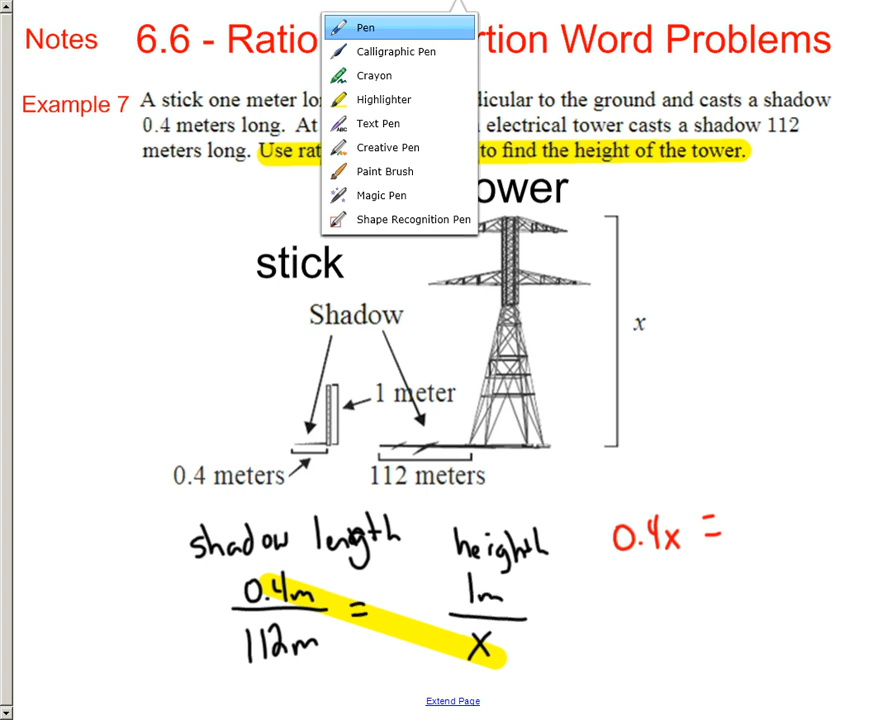 Notes
6.6 - Ratio
rtion Word Problems
Pen
Calligraphic Pen
Crayon
Highlighter
Text Pen
Creative Pen
Paint Brush
Magic Pen
Shape Recognition Pen
Example 7
A stick one meter lo
dicular to the ground and casts a shadow
0.4 meters long. At
electrical tower casts a shadow 112
meters long. Use rat
to find the height of the tower.
ower
stick
Shadow
x
1 meter
0.4 meters
112 meters
shadow length
height
0.4x =
0.4m
=
1m
112m
x
Extend Page